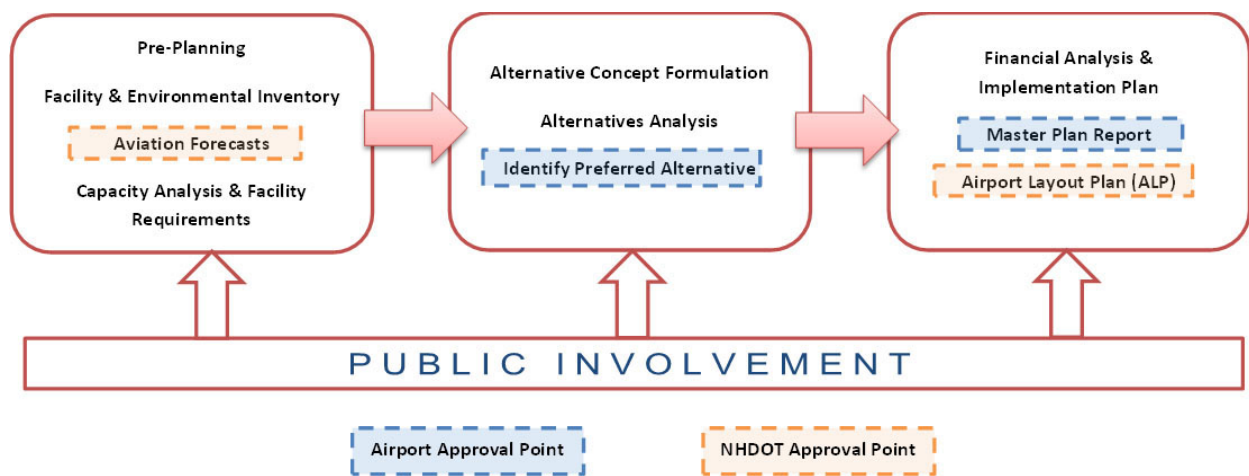 Pre-Planning
Facility & Environmental Inventory
Aviation Forecasts
Capacity Analysis & Facility
Requirements
Alternative Concept Formulation
Alternatives Analysis
Identify Preferred Alternative
Financial Analysis &
Implementation Plan
Master Plan Report
Airport Layout Plan (ALP)
PUBLIC INVOLVEMENT
Airport Approval Point
NHDOT Approval Point